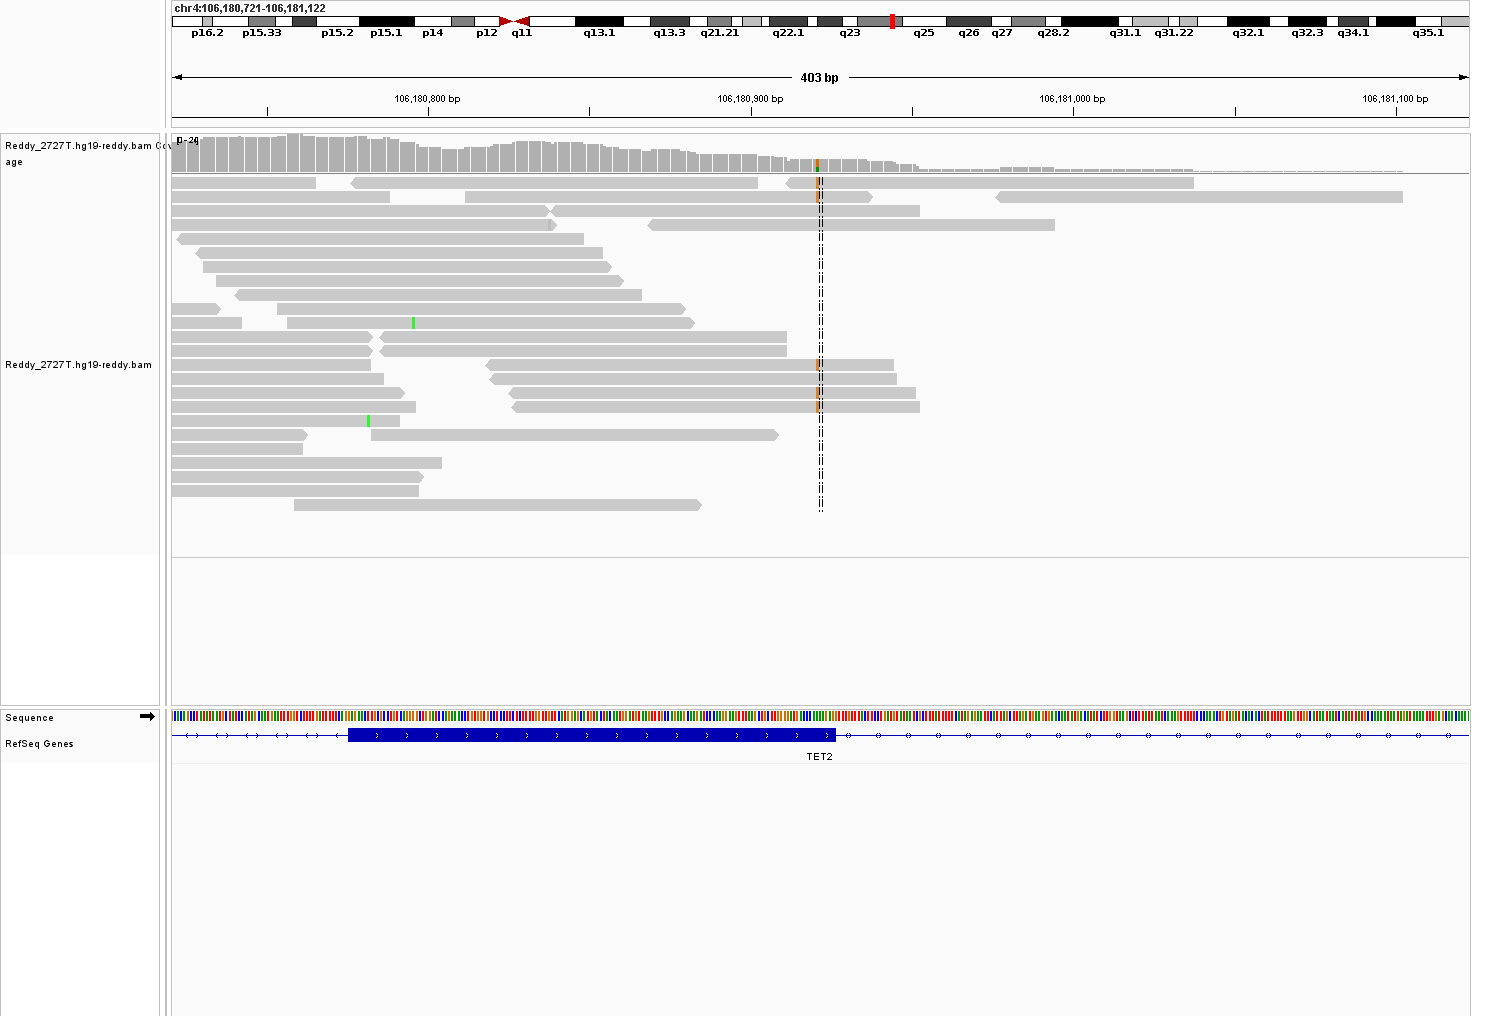 chr4:106,180,721-106,181,122
p16.2 p15.33 p15.2 p15.1 p14 p12 q11 q13.1 q13.3 q21.21 q22.1 q23 q25 q26 q27 q28.2 q31.1 q31.22 q32.1 q32.3 q34.1 q35.1
403 bp
106,180,800 bp 106,180,900 bp 106,181,000 bp 106,181,100 bp
Reddy_2727T.hg19-reddy.bam Cov
age
Reddy_2727T.hg19-reddy.bam
Sequence
RefSeq Genes
TET2